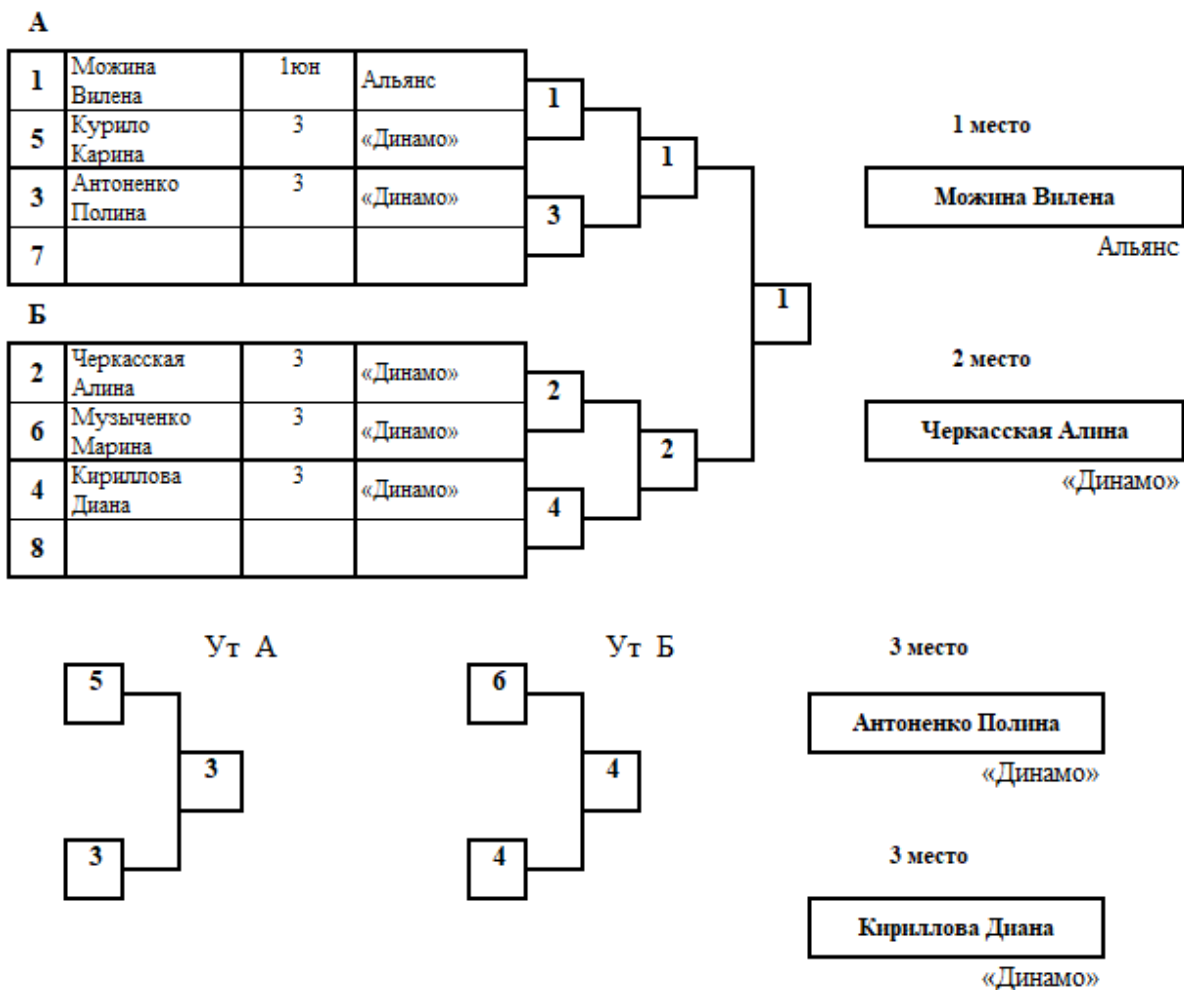 А
1 Можина Вилена 1юн Альянс
5 Курило Карина 3 «Динамо»
3 Антоненко Полина 3 «Динамо»
7
1
3
1
1 место
Можина Вилена
Альянс
1
Б
2 Черкасская Алина 3 «Динамо»
6 Музыченко Марина 3 «Динамо»
4 Кириллова Диана 3 «Динамо»
8
2
4
2
2 место
Черкасская Алина
«Динамо»
Ут А
5
3
3
Ут Б
6
4
4
3 место
Антоненко Полина
«Динамо»
3 место
Кириллова Диана
«Динамо»